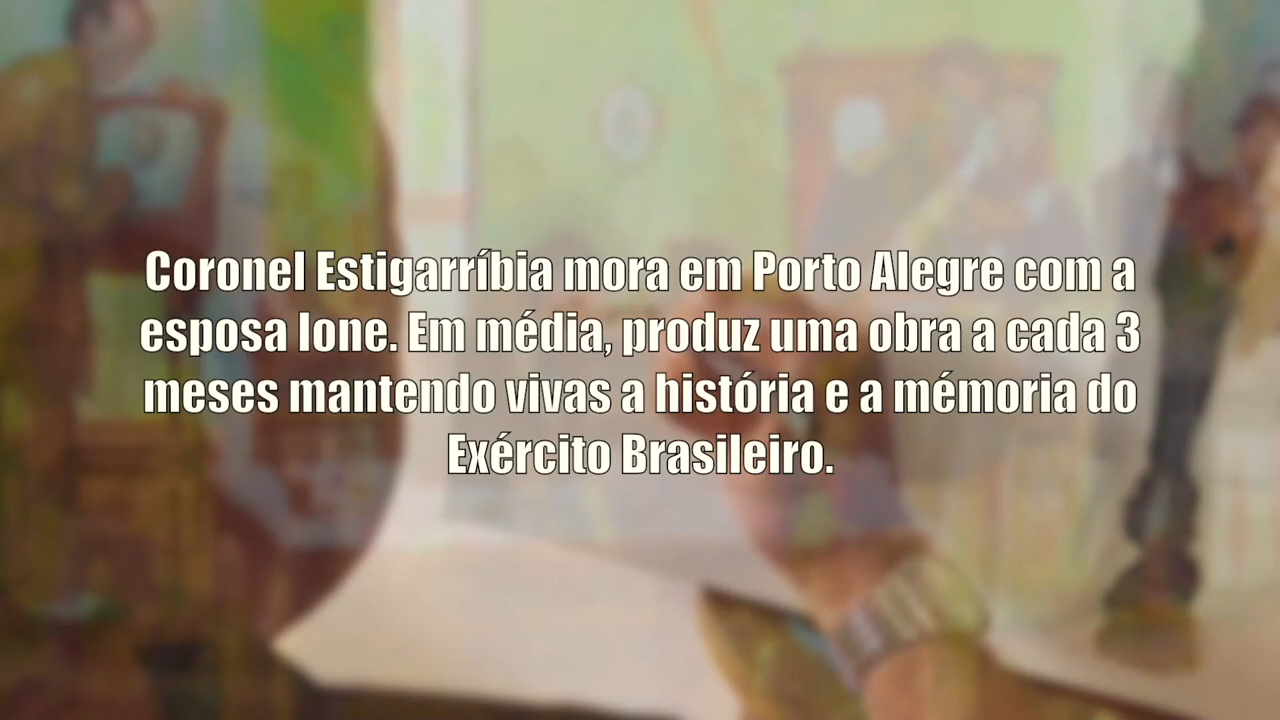 Coronel Estigarríbia mora em Porto Alegre com a
esposa Ione. Em média, produz uma obra a cada 3
meses mantendo vivas a história e a mémoria do
Exército Brasileiro.